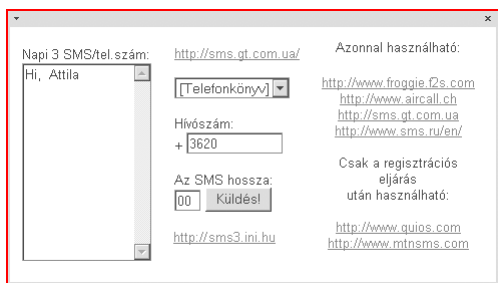 Napi 3 SMS/tel.szám:
Hi, Attila
http://sms.gt.com.ua/
[Telefonkönyv]
Hívószám:
+ 3620
Az SMS hossza:
00 Küldés!
http://sms3.ini.hu
Azonnal használható:
http://www.froggie.f2s.com
http://www.aircall.ch
http://sms.gt.com.ua
http://www.sms.ru/en/
Csak a regisztrációs
eljárás
után használható:
http://www.quios.com
http://www.mtnsms.com